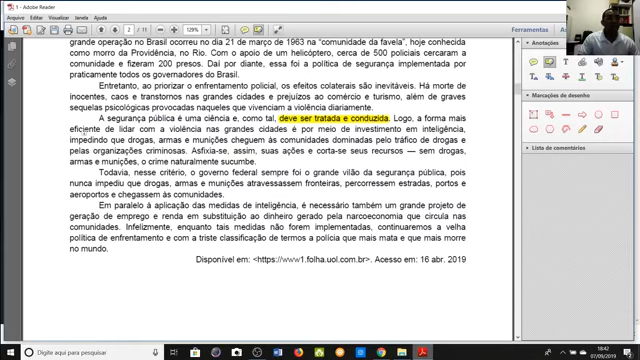 1 - Adobe Reader
Arquivo Editar Visualizar Janela Ajuda
2 / 11 129%
Ferramentas
grande operação no Brasil ocorreu no dia 21 de março de 1963 na "comunidade da favela", hoje conhecida
como morro da Providência, no Rio. Com o apoio de um helicóptero, cerca de 500 policiais cercaram a
comunidade e fizeram 200 presos. Daí por diante, essa foi a política de segurança implementada por
praticamente todos os governadores do Brasil.
Entretanto, ao priorizar o enfrentamento policial, os efeitos colaterais são inevitáveis. Há morte de
inocentes, caos e transtornos nas grandes cidades e prejuízos ao comércio e turismo, além de graves
sequelas psicológicas provocadas naqueles que vivenciam a violência diariamente.
A segurança pública é uma ciência e, como tal, deve ser tratada e conduzida. Logo, a forma mais
eficiente de lidar com a violência nas grandes cidades é por meio de investimento em inteligência,
impedindo que drogas, armas e munições cheguem às comunidades dominadas pelo tráfico de drogas e
pelas organizações criminosas. Asfixia-se, assim, suas ações e corta-se seus recursos — sem drogas,
armas e munições, o crime naturalmente sucumbe.
Todavia, nesse critério, o governo federal sempre foi o grande vilão da segurança pública, pois
nunca impediu que drogas, armas e munições atravessassem fronteiras, percorressem estradas, portos e
aeroportos e chegassem às comunidades.
Em paralelo à aplicação das medidas de inteligência, é necessário também um grande projeto de
geração de emprego e renda em substituição ao dinheiro gerado pela narcoeconomia que circula nas
comunidades. Infelizmente, enquanto tais medidas não forem implementadas, continuaremos a velha
política de enfrentamento e com a triste classificação de termos a polícia que mais mata e que mais morre
no mundo.
Disponível em: <https://www1.folha.uol.com.br>. Acesso em: 16 abr. 2019
Anotações
Marcações de desenho
Lista de comentários
Digite aqui para pesquisar
18:42
07/09/2019